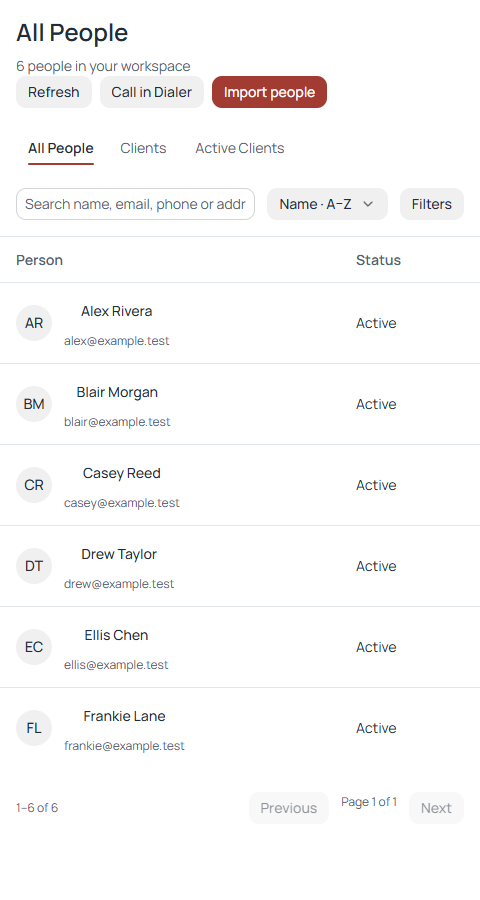 All People
6 people in your workspace
Refresh Call in Dialer Import people
All People Clients Active Clients
Search name, email, phone or addr Name · A–Z Filters
Person Status
AR Alex Rivera Active
alex@example.test
BM Blair Morgan Active
blair@example.test
CR Casey Reed Active
casey@example.test
DT Drew Taylor Active
drew@example.test
EC Ellis Chen Active
ellis@example.test
FL Frankie Lane Active
frankie@example.test
1–6 of 6 Previous Page 1 of 1 Next